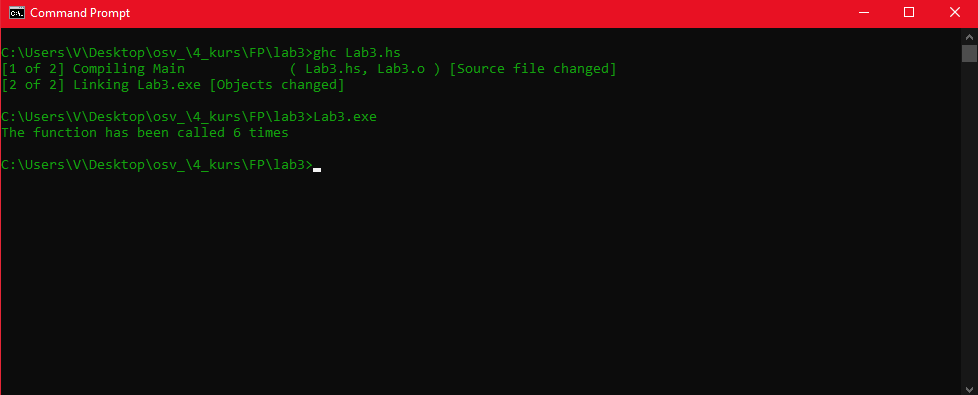 Command Prompt
C:\Users\V\Desktop\osv_\4_kurs\FP\lab3>ghc Lab3.hs
[1 of 2] Compiling Main             ( Lab3.hs, Lab3.o ) [Source file changed]
[2 of 2] Linking Lab3.exe [Objects changed]
C:\Users\V\Desktop\osv_\4_kurs\FP\lab3>Lab3.exe
The function has been called 6 times
C:\Users\V\Desktop\osv_\4_kurs\FP\lab3>